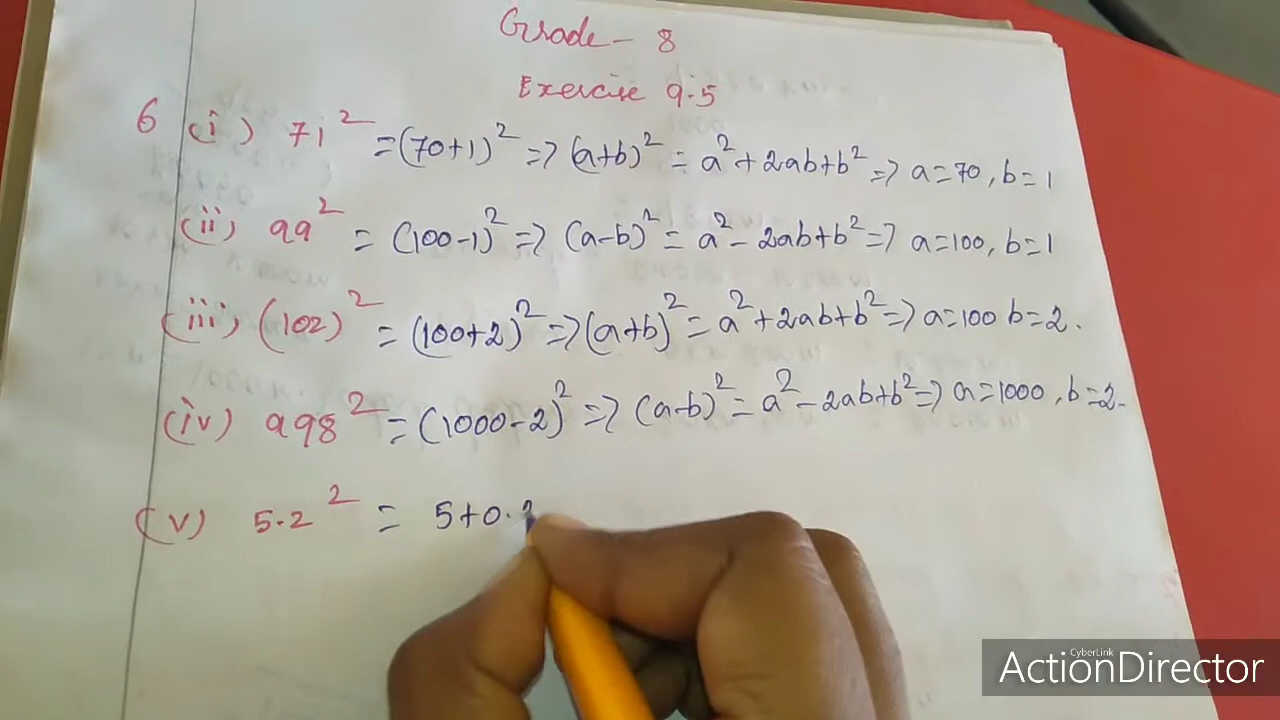 Grade - 8
Exercise 9.5
6 (i) 71² = (70+1)² => (a+b)² = a² + 2ab + b² => a=70, b=1
(ii) 99² = (100-1)² => (a-b)² = a² - 2ab + b² => a=100, b=1
(iii) (102)² = (100+2)² => (a+b)² = a² + 2ab + b² => a=100 b=2.
(iv) 998² = (1000-2)² => (a-b)² = a² - 2ab + b² => a=1000, b=2.
(v) 5.2² = 5+0.2
CyberLink
ActionDirector